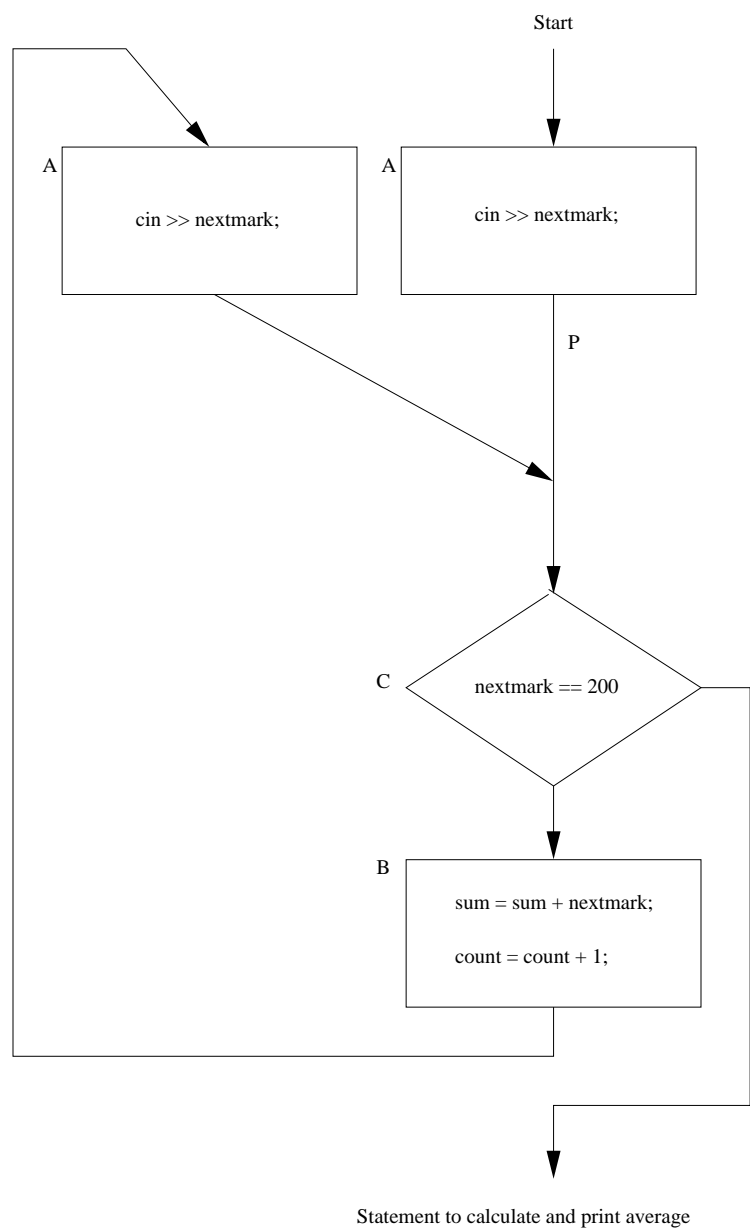 Start
A
cin >> nextmark;
A
cin >> nextmark;
P
C
nextmark == 200
B
sum = sum + nextmark;
count = count + 1;
Statement to calculate and print average